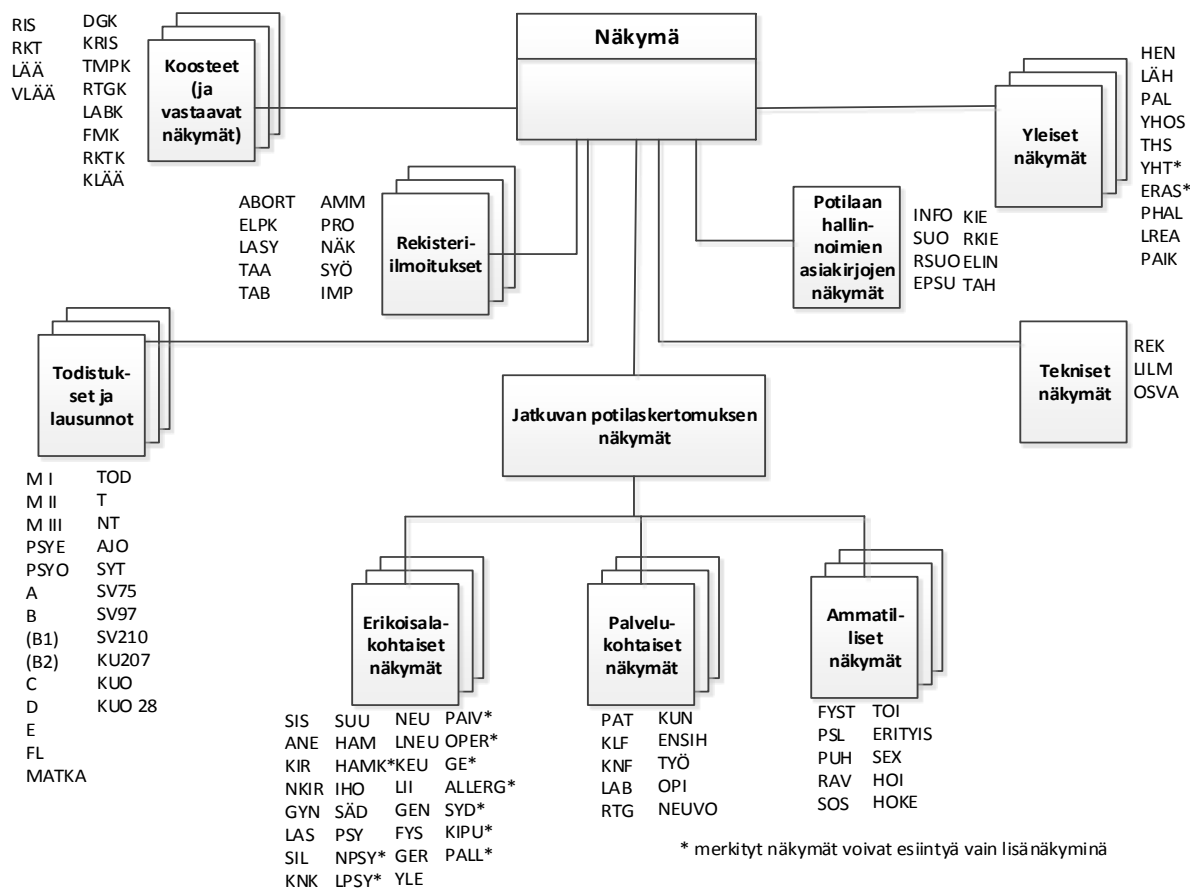 Näkymä
RIS
RKT
LÄÄ
VLÄÄ
DGK
KRIS
TMPK
RTGK
LABK
FMK
RKTK
KLÄÄ
Koosteet
(ja
vastaavat
näkymät)
Yleiset
näkymät
HEN
LÄH
PAL
YHOS
THS
YHT*
ERAS*
PHAL
LREA
PAIK
ABORT
ELPK
LASY
TAA
TAB
AMM
PRO
NÄK
SYÖ
IMP
Rekisteri-
ilmoitukset
Potilaan
hallin-
noimien
asiakirjojen
näkymät
INFO
SUO
RSUO
EPSU
KIE
RKIE
ELIN
TAH
Todistuk-
set ja
lausunnot
Tekniset
näkymät
REK
LILM
OSVA
Jatkuvan potilaskertomuksen
näkymät
M I
M II
M III
PSYE
PSYO
A
B
(B1)
(B2)
C
D
E
FL
MATKA
TOD
T
NT
AJO
SYT
SV75
SV97
SV210
KU207
KUO
KUO 28
Erikoisala-
kohtaiset
näkymät
Palvelu-
kohtaiset
näkymät
Ammatil-
liset
näkymät
SIS
ANE
KIR
NKIR
GYN
LAS
SIL
KNK
SUU
HAM
HAMK*
IHO
SÄD
PSY
NPSY*
LPSY*
NEU
LNEU
KEU
LII
GEN
FYS
GER
YLE
PAIV*
OPER*
GE*
ALLERG*
SYD*
KIPU*
PALL*
PAT
KLF
KNF
LAB
RTG
KUN
ENSIH
TYÖ
OPI
NEUVO
FYST
PSL
PUH
RAV
SOS
TOI
ERITYIS
SEX
HOI
HOKE
* merkityt näkymät voivat esiintyä vain lisänäkyminä